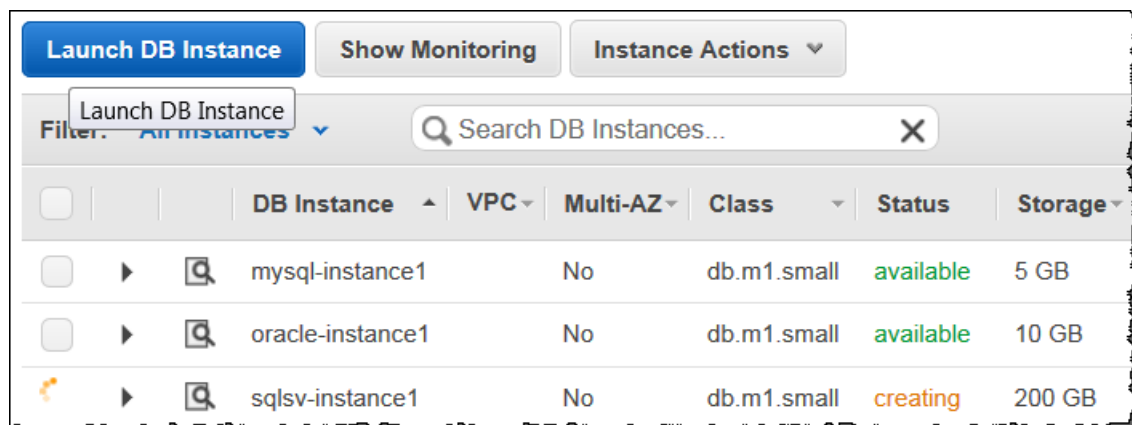 Launch DB Instance Show Monitoring Instance Actions
Launch DB Instance
Filter: All Instances Search DB Instances...
DB Instance VPC Multi-AZ Class Status Storage
mysql-instance1 No db.m1.small available 5 GB
oracle-instance1 No db.m1.small available 10 GB
sqlsv-instance1 No db.m1.small creating 200 GB